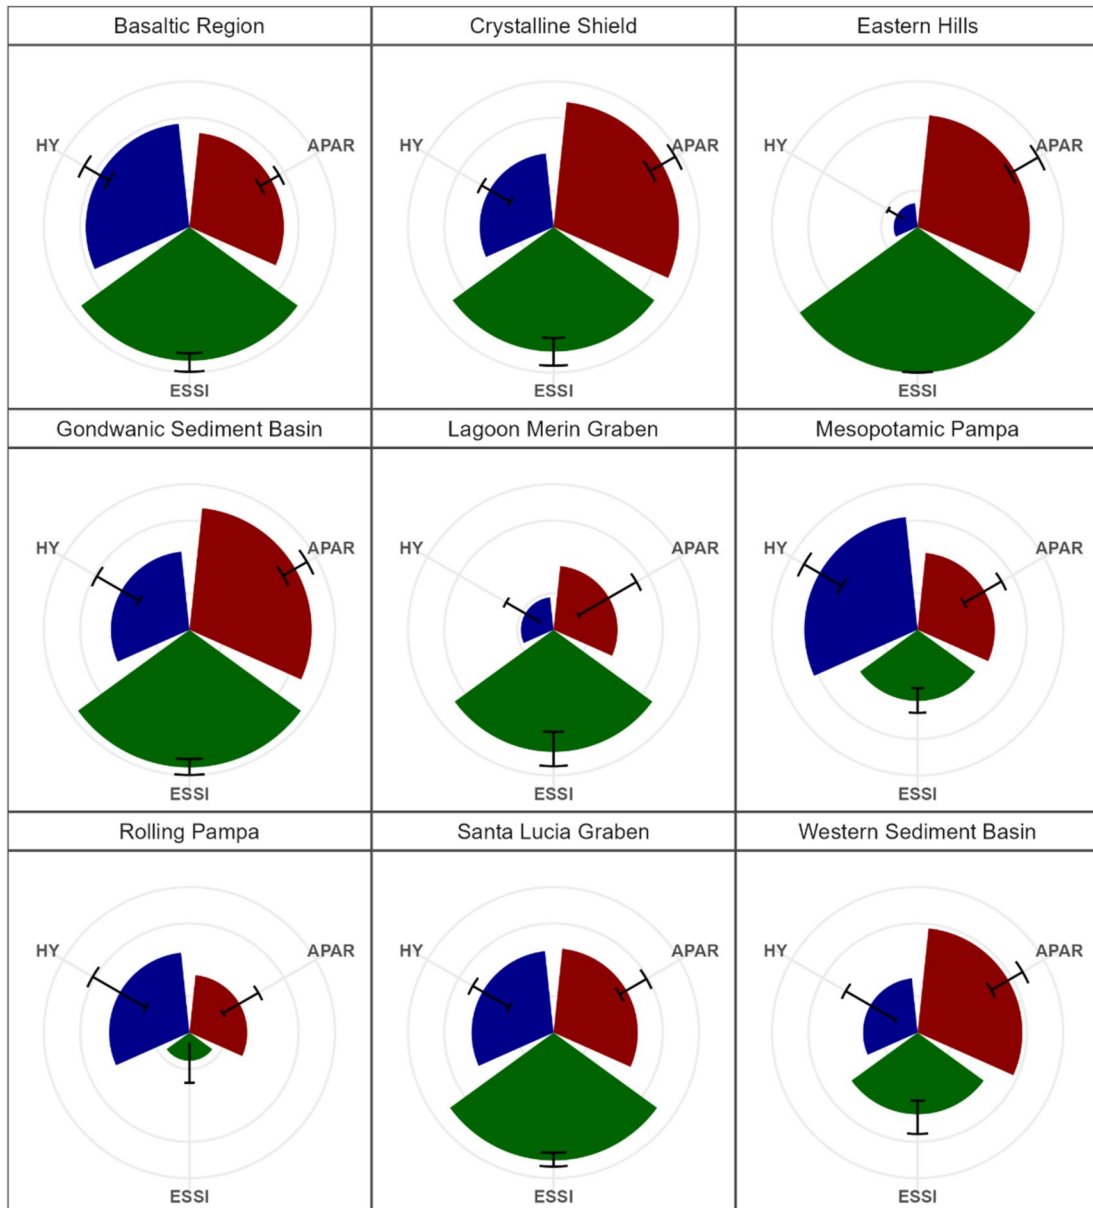 Basaltic Region
Crystalline Shield
Eastern Hills
HY
APAR
ESSI
HY
APAR
ESSI
HY
APAR
ESSI
Gondwanic Sediment Basin
Lagoon Merin Graben
Mesopotamic Pampa
HY
APAR
ESSI
HY
APAR
ESSI
HY
APAR
ESSI
Rolling Pampa
Santa Lucia Graben
Western Sediment Basin
HY
APAR
ESSI
HY
APAR
ESSI
HY
APAR
ESSI